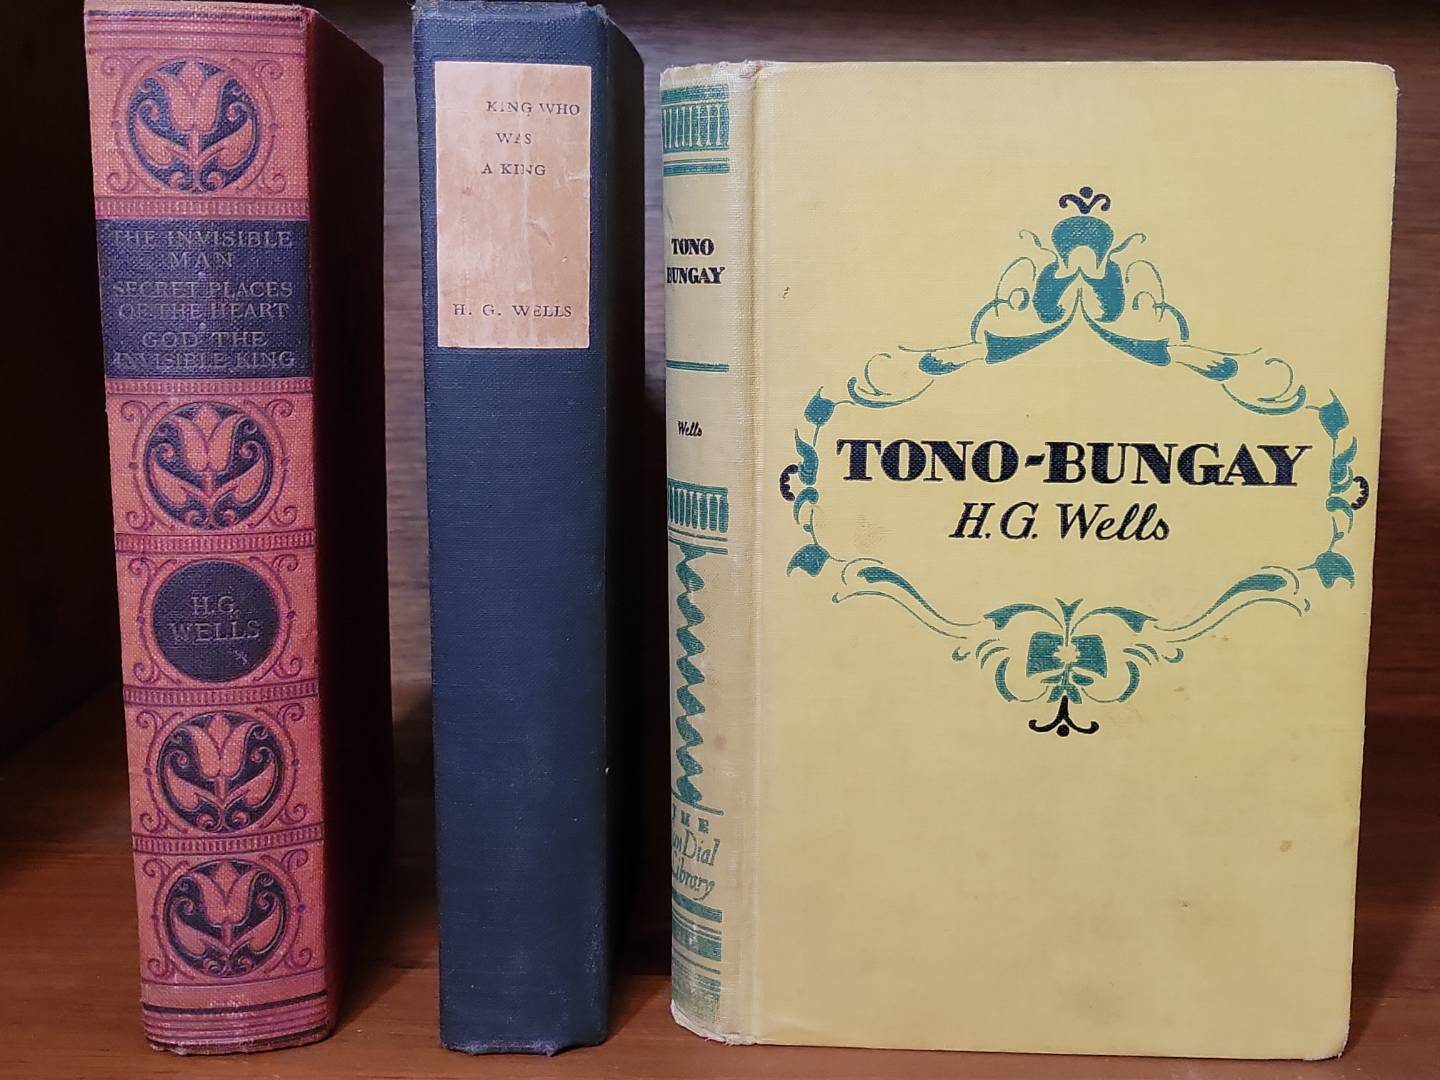 THE INVISIBLE
MAN
SECRET PLACES
OF THE HEART
GOD THE
INVISIBLE KING
H.G.
WELLS
KING WHO
WAS
A KING
H. G. WELLS
TONO
BUNGAY
Wells
THE
Dial
Library
TONO-BUNGAY
H.G. Wells